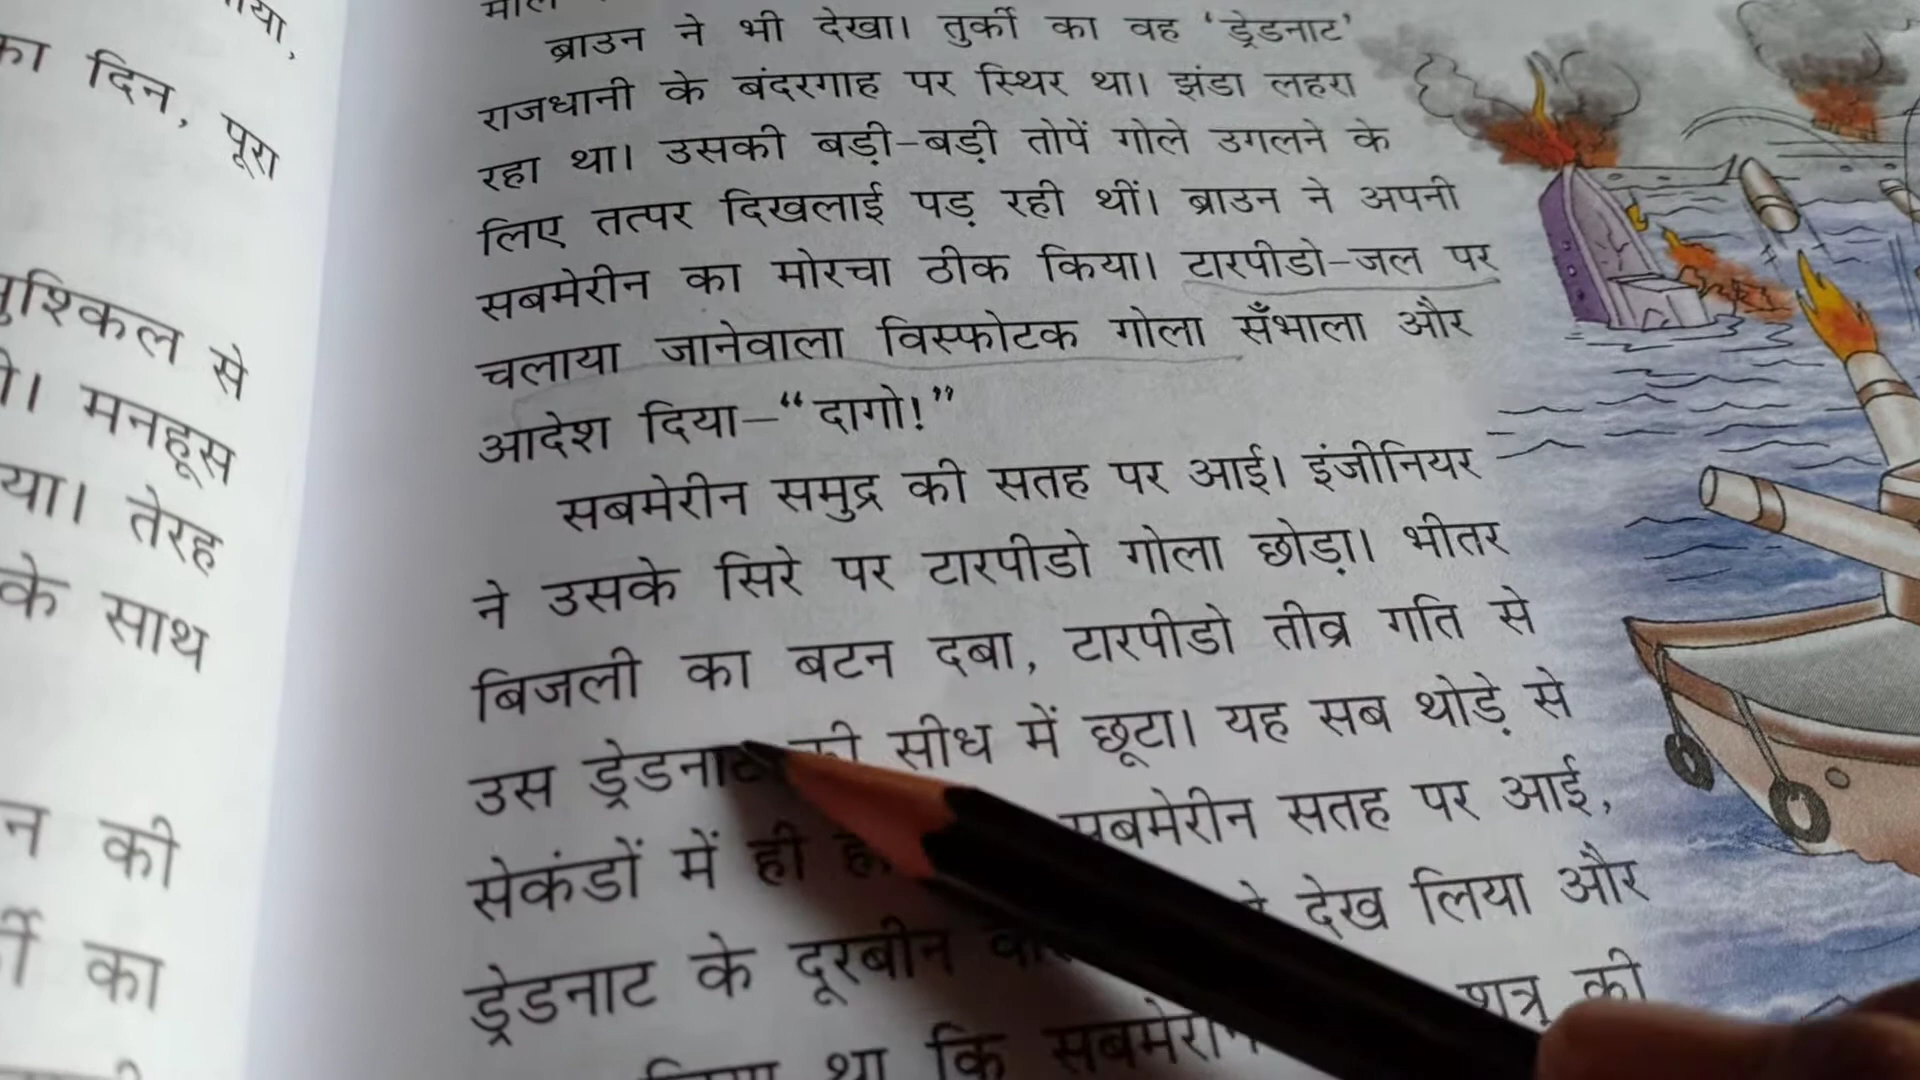 का दिन, पूरा
से
मनहूस
तेरह
के साथ
न की
का
ब्राउन ने भी देखा। तुर्की का वह ‘ड्रेडनाट’
राजधानी के बंदरगाह पर स्थिर था। झंडा लहरा
रहा था। उसकी बड़ी-बड़ी तोपें गोले उगलने के
लिए तत्पर दिखलाई पड़ रही थीं। ब्राउन ने अपनी
सबमेरीन का मोरचा ठीक किया। टारपीडो-जल पर
चलाया जानेवाला विस्फोटक गोला सँभाला और
आदेश दिया—“दागो!”
सबमेरीन समुद्र की सतह पर आई। इंजीनियर
ने उसके सिरे पर टारपीडो गोला छोड़ा। भीतर
बिजली का बटन दबा, टारपीडो तीव्र गति से
उस ड्रेडनाट की सीध में छूटा। यह सब थोड़े से
सेकंडों में ही सबमेरीन सतह पर आई,
ड्रेडनाट के दूरबीन देख लिया और
था कि सबमेरीन शत्रु की